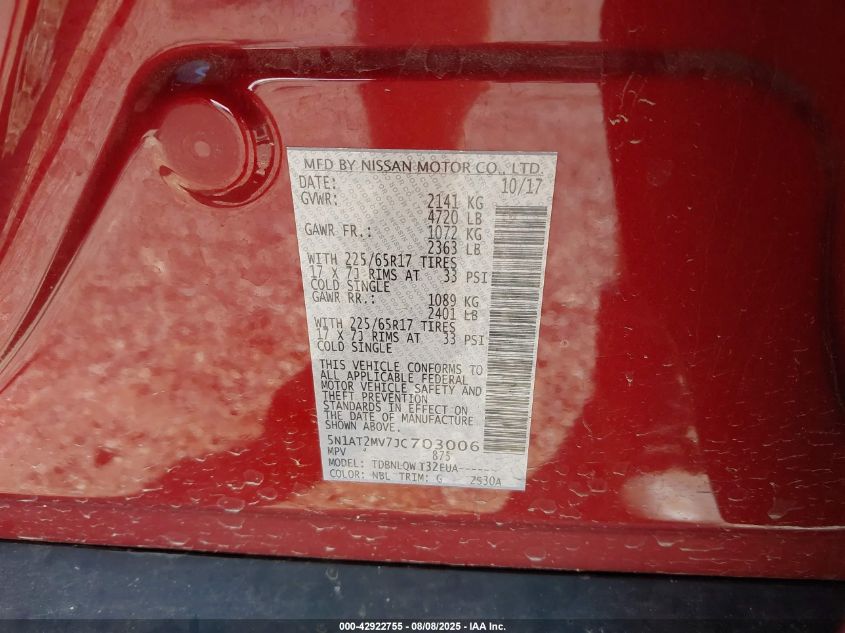 MFD BY NISSAN MOTOR CO., LTD.
DATE: 10/17
GVWR: 2141 KG
4720 LB
GAWR FR.: 1072 KG
2363 LB
WITH 225/65R17 TIRES
17 X 7J RIMS AT 33 PSI
COLD SINGLE
GAWR RR.: 1089 KG
2401 LB
WITH 225/65R17 TIRES
17 X 7J RIMS AT 33 PSI
COLD SINGLE
THIS VEHICLE CONFORMS TO
ALL APPLICABLE FEDERAL
MOTOR VEHICLE SAFETY AND
THEFT PREVENTION
STANDARDS IN EFFECT ON
THE DATE OF MANUFACTURE
SHOWN ABOVE.
5N1AT2MV7JC703006
MPV 875
MODEL: TDBNLQW T32EUA------
COLOR: NBL TRIM: G 2S30A
000-42922755 - 08/08/2025 - IAA Inc.